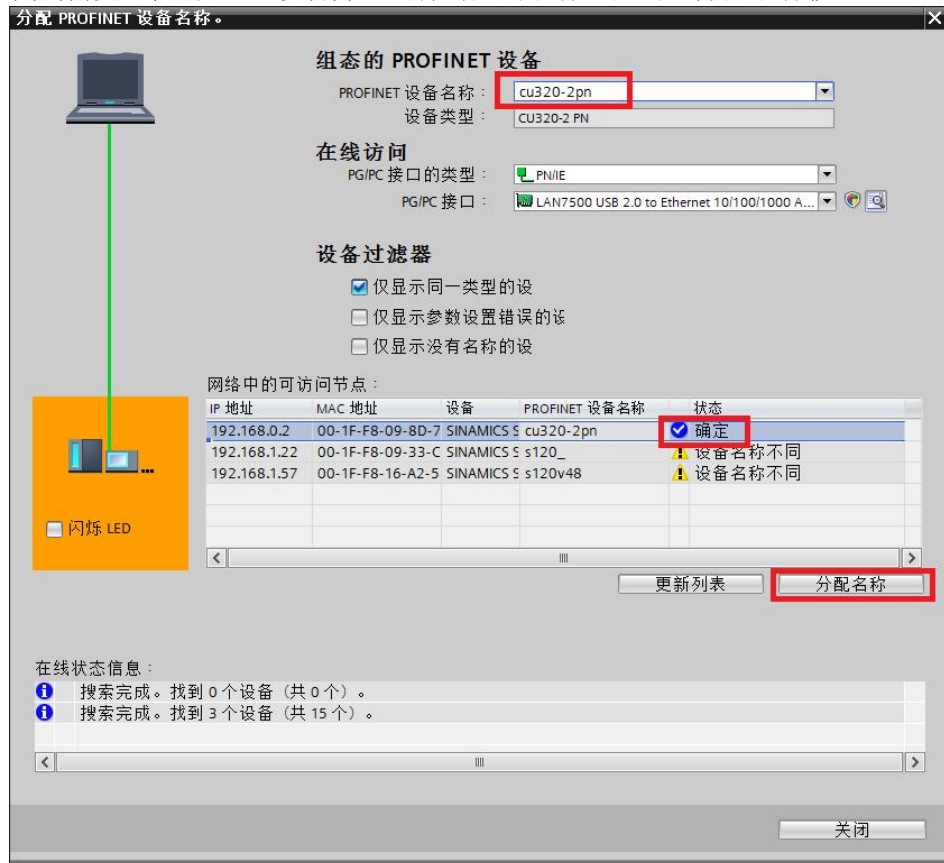 分配 PROFINET 设备名称。
组态的 PROFINET 设备
PROFINET 设备名称： cu320-2pn
设备类型： CU320-2 PN
在线访问
PG/PC 接口的类型： PN/IE
PG/PC 接口： LAN7500 USB 2.0 to Ethernet 10/100/1000 A...
设备过滤器
仅显示同一类型的设
仅显示参数设置错误的设
仅显示没有名称的设
网络中的可访问节点：
IP 地址 MAC 地址 设备 PROFINET 设备名称 状态
192.168.0.2 00-1F-F8-09-8D-7 SINAMICS S cu320-2pn 确定
192.168.1.22 00-1F-F8-09-33-C SINAMICS S s120_ 设备名称不同
192.168.1.57 00-1F-F8-16-A2-5 SINAMICS S s120v48 设备名称不同
闪烁 LED
更新列表 分配名称
在线状态信息：
搜索完成。找到 0 个设备（共 0 个）。
搜索完成。找到 3 个设备（共 15 个）。
关闭